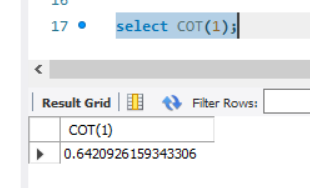 16
17 select COT(1);
Result Grid Filter Rows:
COT(1)
0.6420926159343306